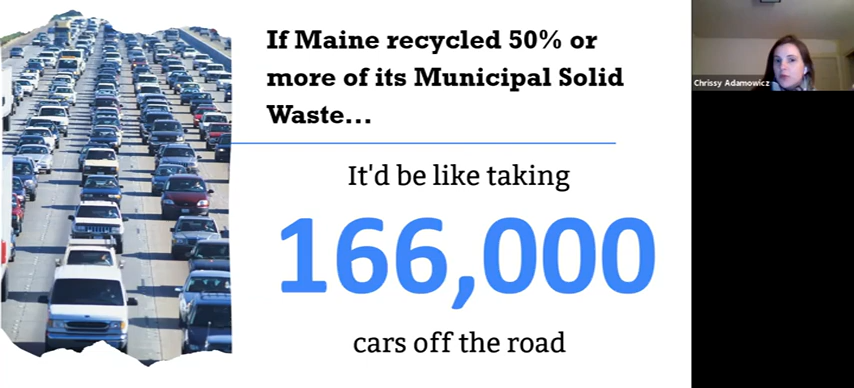 If Maine recycled 50% or
more of its Municipal Solid
Waste...
It'd be like taking
166,000
cars off the road
Chrissy Adamowicz